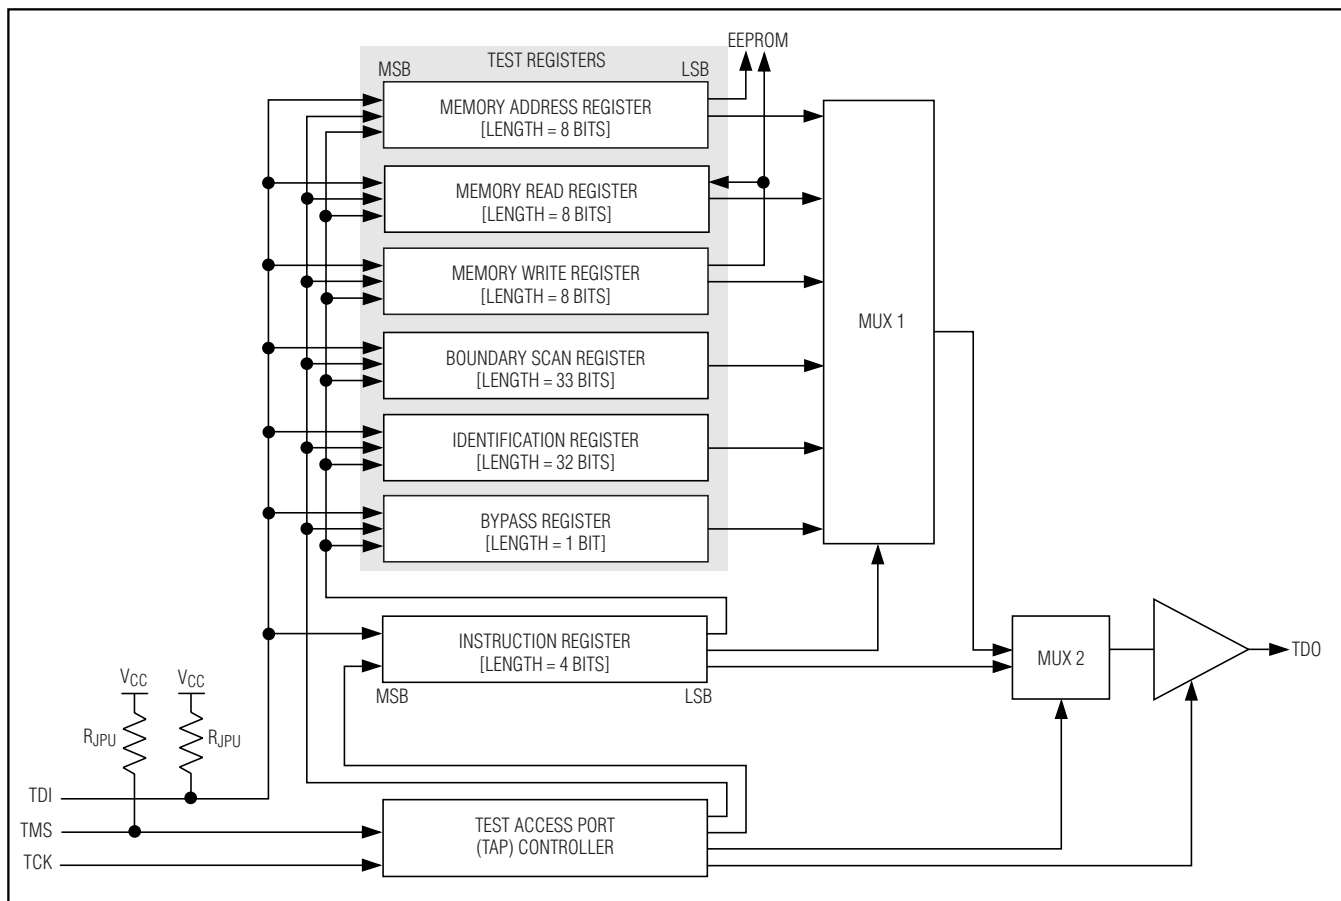 EEPROM
TEST REGISTERS
MSB
LSB
MEMORY ADDRESS REGISTER
[LENGTH = 8 BITS]
MEMORY READ REGISTER
[LENGTH = 8 BITS]
MEMORY WRITE REGISTER
[LENGTH = 8 BITS]
BOUNDARY SCAN REGISTER
[LENGTH = 33 BITS]
IDENTIFICATION REGISTER
[LENGTH = 32 BITS]
BYPASS REGISTER
[LENGTH = 1 BIT]
MUX 1
INSTRUCTION REGISTER
[LENGTH = 4 BITS]
MSB
LSB
MUX 2
TDO
VCC
VCC
RJPU
RJPU
TDI
TMS
TCK
TEST ACCESS PORT
(TAP) CONTROLLER